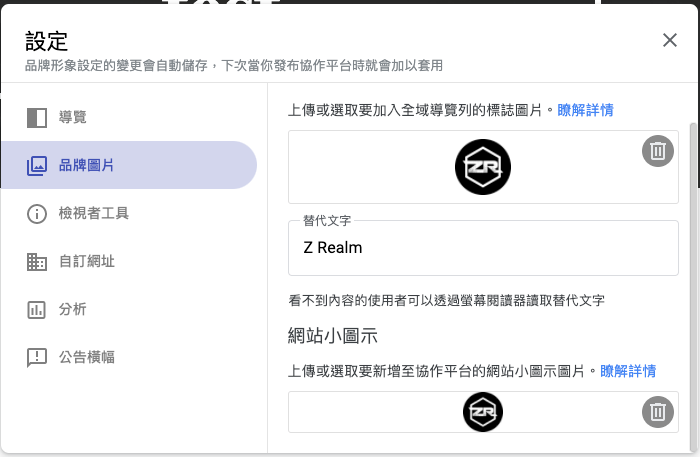 設定
品牌形象設定的變更會自動儲存，下次當你發布協作平台時就會加以套用
導覽
品牌圖片
檢視者工具
自訂網址
分析
公告橫幅
上傳或選取要加入全域導覽列的標誌圖片。瞭解詳情
ZR
替代文字
Z Realm
看不到內容的使用者可以透過螢幕閱讀器讀取替代文字
網站小圖示
上傳或選取要新增至協作平台的網站小圖示圖片。瞭解詳情
ZR